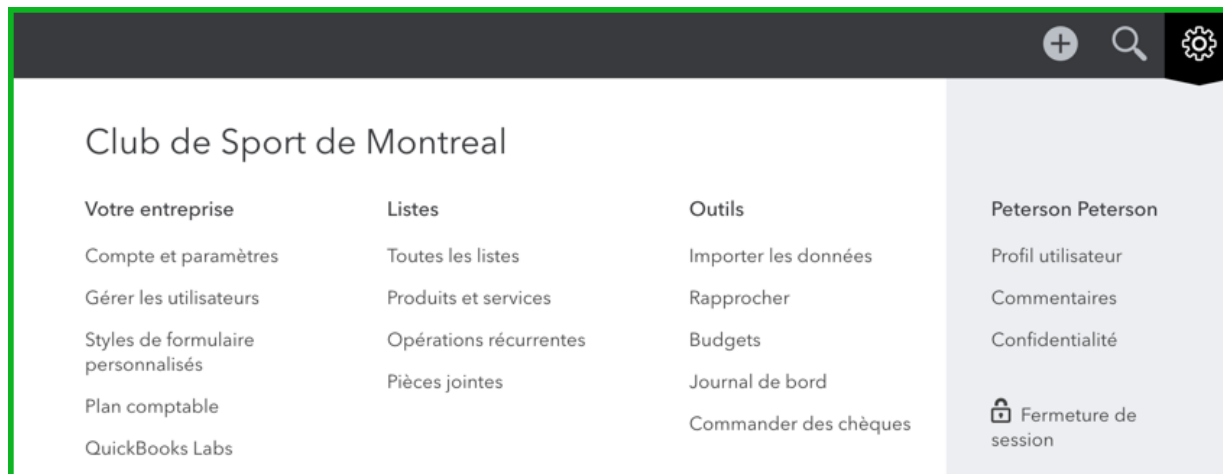 Club de Sport de Montreal
Votre entreprise
Compte et paramètres
Gérer les utilisateurs
Styles de formulaire
personnalisés
Plan comptable
QuickBooks Labs
Listes
Toutes les listes
Produits et services
Opérations récurrentes
Pièces jointes
Outils
Importer les données
Rapprocher
Budgets
Journal de bord
Commander des chèques
Peterson Peterson
Profil utilisateur
Commentaires
Confidentialité
Fermeture de
session